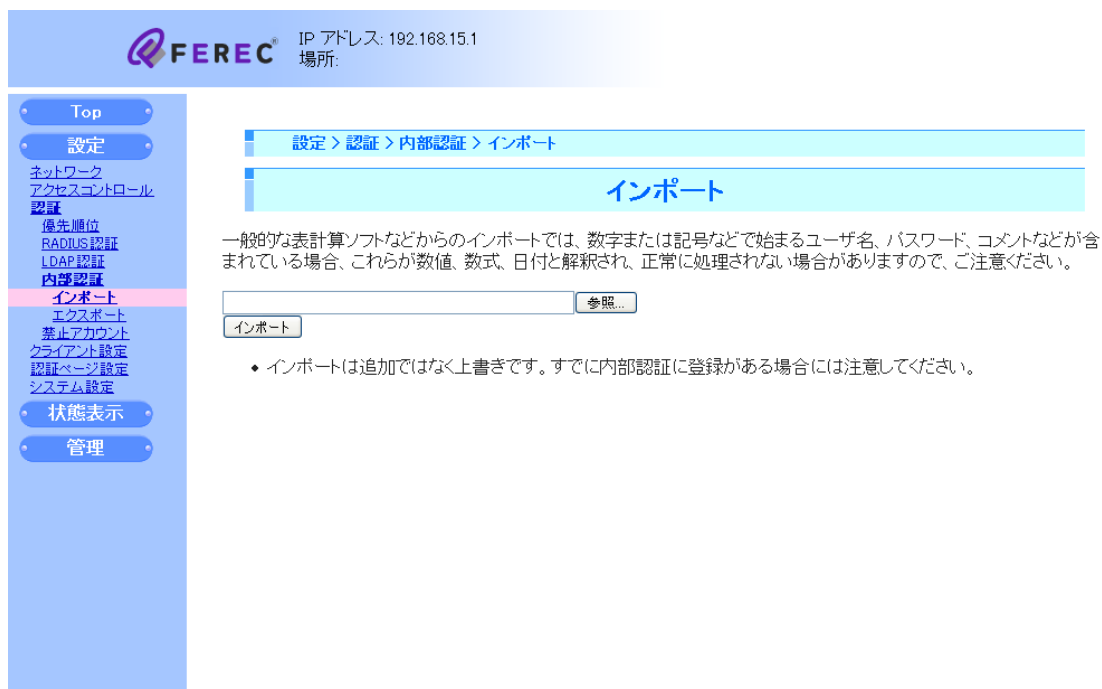 FEREC®
IP アドレス: 192.168.15.1
場所:
Top
設定
ネットワーク
アクセスコントロール
認証
優先順位
RADIUS認証
LDAP認証
内部認証
インポート
エクスポート
禁止アカウント
クライアント設定
認証ページ設定
システム設定
状態表示
管理
設定 > 認証 > 内部認証 > インポート
インポート
一般的な表計算ソフトなどからのインポートでは、数字または記号などで始まるユーザ名、パスワード、コメントなどが含
まれている場合、これらが数値、数式、日付と解釈され、正常に処理されない場合がありますので、ご注意ください。
参照...
インポート
• インポートは追加ではなく上書きです。すでに内部認証に登録がある場合には注意してください。